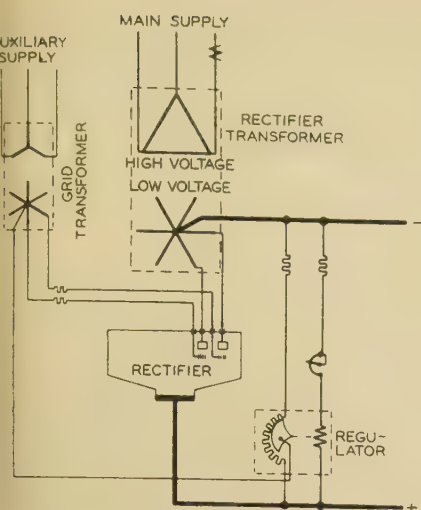 MAIN SUPPLY
UXILIARY
SUPPLY
RECTIFIER
TRANSFORMER
HIGH VOLTAGE
LOW VOLTAGE
GRID
TRANSFORMER
−
RECTIFIER
REGU-
LATOR
+